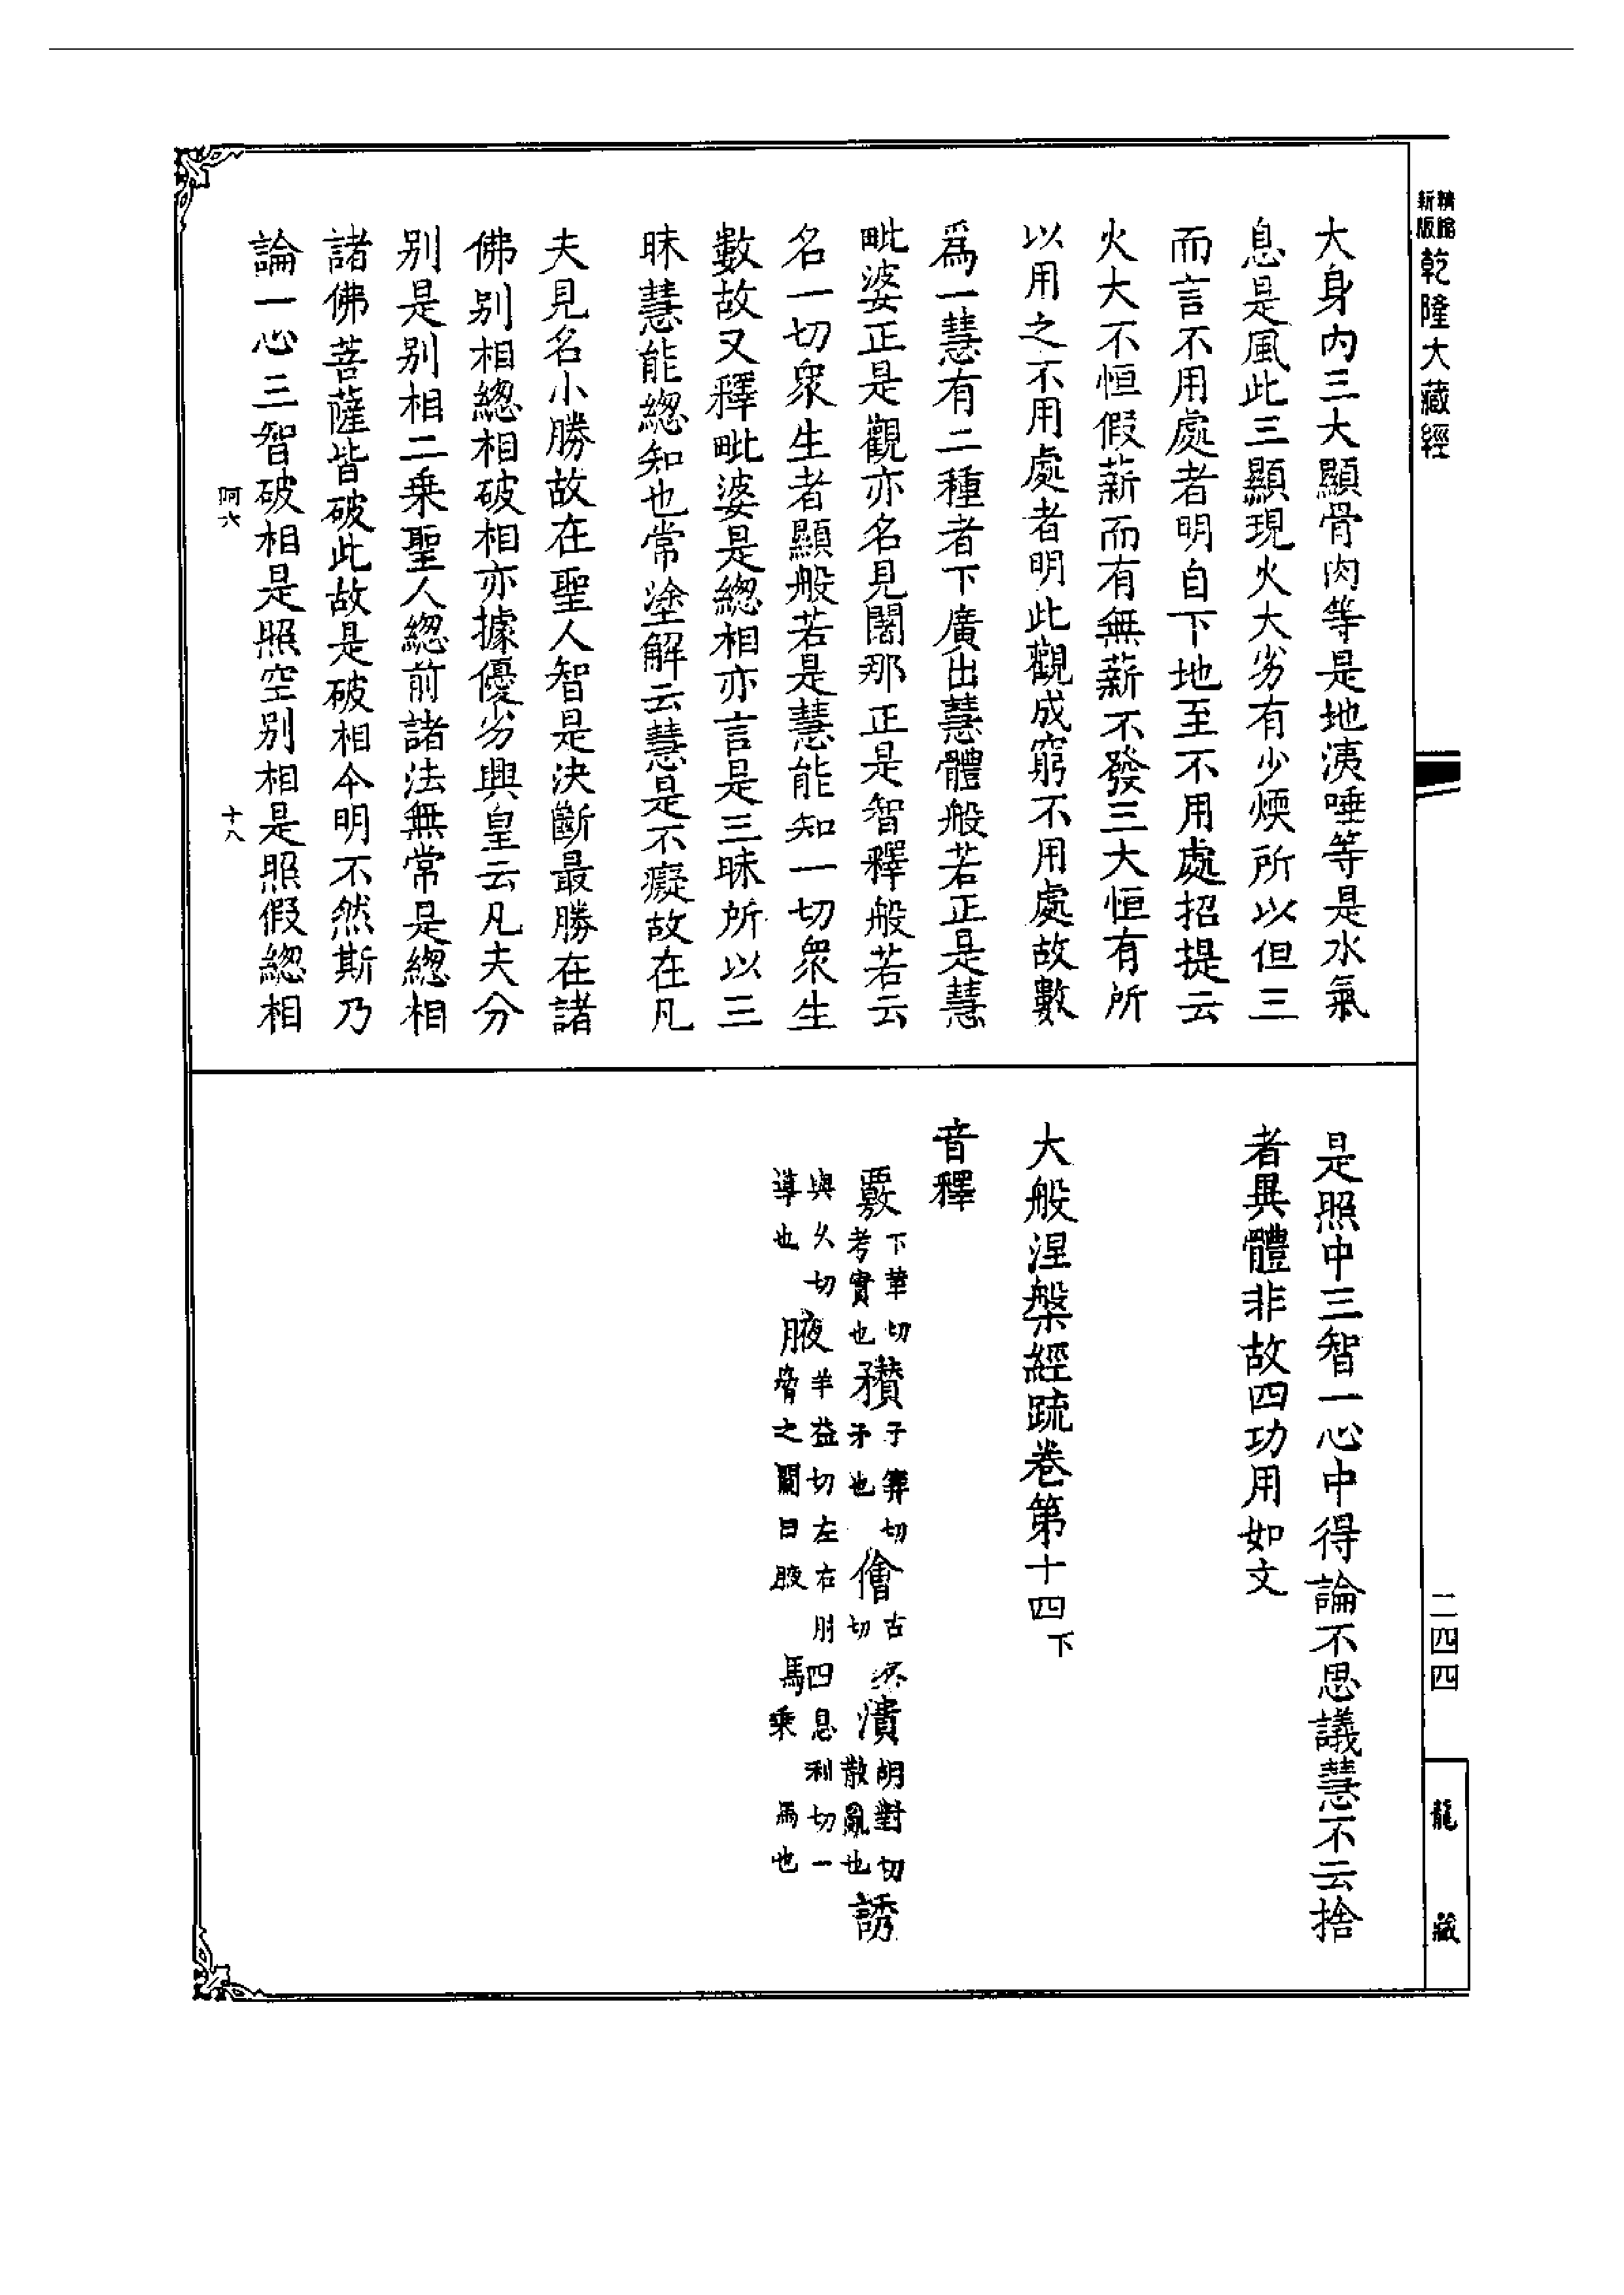 精縮新版乾隆大藏經
大身内三大顯骨肉等是地洟唾等是水氣
息是風此三顯現火大劣有少煗所以但三
而言不用處者明自下地至不用處招提云
火大不恒假薪而有無薪不發三大恒有所
以用之不用處者明此觀成窮不用處故數
爲一慧有二種者下廣出慧體般若正是慧
毗婆正是觀亦名見闍那正是智釋般若云
名一切衆生者顯般若是慧能知一切衆生
數故又釋毗婆是總相亦言是三昧所以三
昧慧能總知也常塗解云慧是不癡故在凡
夫見名小勝故在聖人智是決斷最勝在諸
佛别相總相破相亦據優劣興皇云凡夫分
别是别相二乘聖人總前諸法無常是總相
諸佛菩薩皆破此故是破相今明不然斯乃
論一心三智破相是照空别相是照假總相
阿六
十八
是照中三智一心中得論不思議慧不云捨
者異體非故四功用如文
大般涅槃經疏卷第十四下
音釋
覈下革切考實也 穳子筭切矛也 儈古外切 潰胡對切散亂也 誘
與久切導也 腋羊益切左右肘脅之間曰腋 駟息利切一乘四馬也
二四四
龍藏